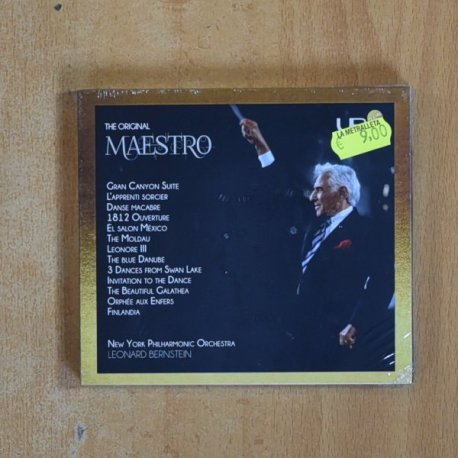 THE ORIGINAL
MAESTRO
LA METRALLETA
€ 9,00
GRAN CANYON SUITE
L'APPRENTI SORCIER
DANSE MACABRE
1812 OUVERTURE
EL SALON MÉXICO
THE MOLDAU
LEONORE III
THE BLUE DANUBE
3 DANCES FROM SWAN LAKE
INVITATION TO THE DANCE
THE BEAUTIFUL GALATHEA
ORPHÉE AUX ENFERS
FINLANDIA
NEW YORK PHILHARMONIC ORCHESTRA
LEONARD BERNSTEIN